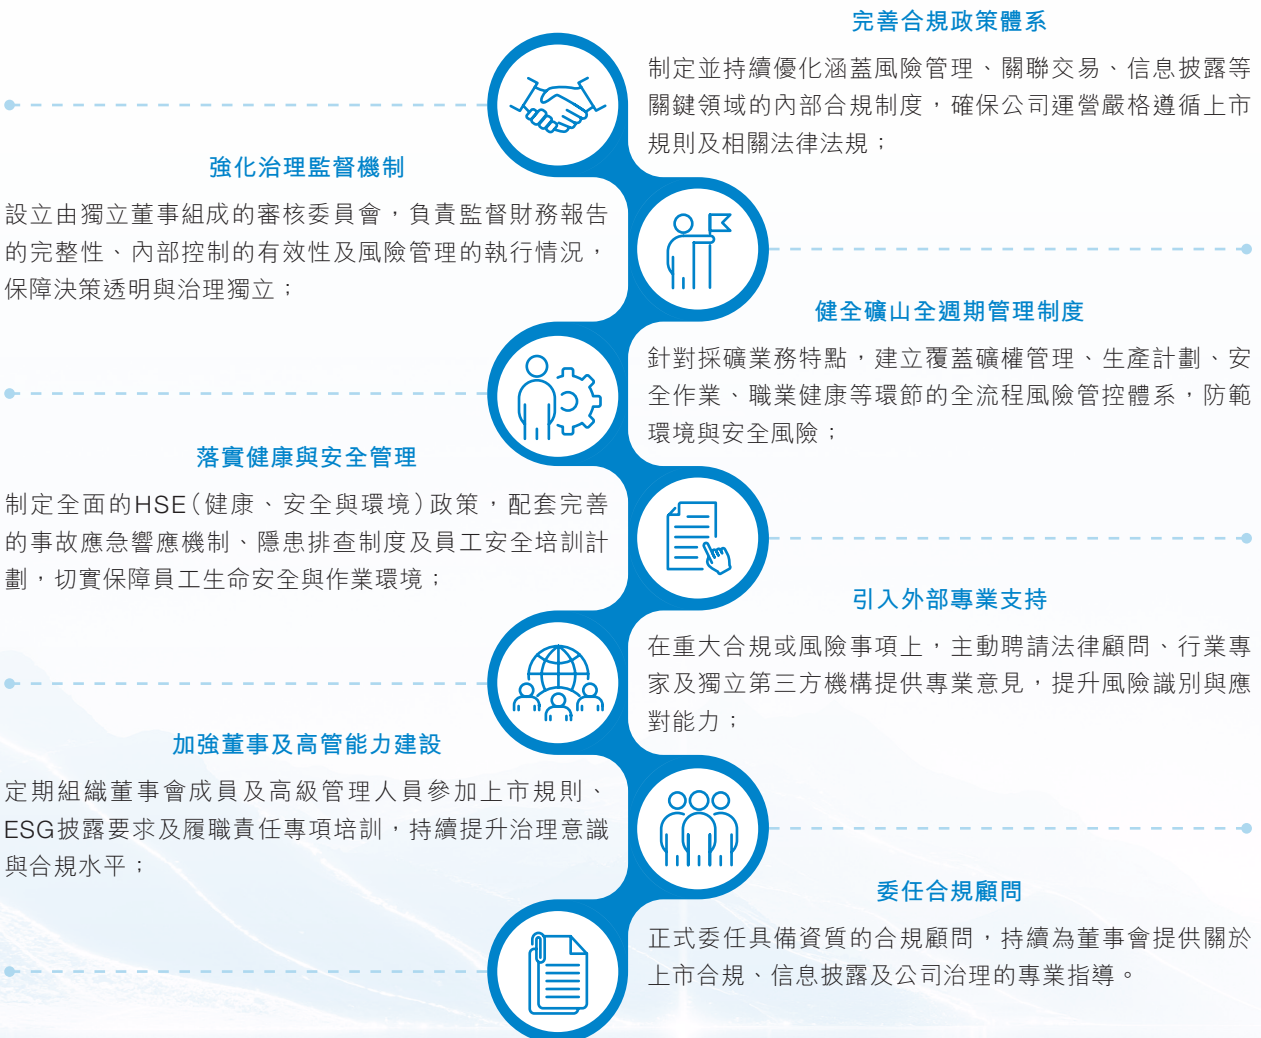 完善合規政策體系
制定並持續優化涵蓋風險管理、關聯交易、信息披露等
關鍵領域的內部合規制度，確保公司運營嚴格遵循上市
規則及相關法律法規；
強化治理監督機制
設立由獨立董事組成的審核委員會，負責監督財務報告
的完整性、內部控制的有效性及風險管理的執行情況，
保障決策透明與治理獨立；
健全礦山全週期管理制度
針對採礦業務特點，建立覆蓋礦權管理、生產計劃、安
全作業、職業健康等環節的全流程風險管控體系，防範
環境與安全風險；
落實健康與安全管理
制定全面的HSE（健康、安全與環境）政策，配套完善
的事故應急響應機制、隱患排查制度及員工安全培訓計
劃，切實保障員工生命安全與作業環境；
引入外部專業支持
在重大合規或風險事項上，主動聘請法律顧問、行業專
家及獨立第三方機構提供專業意見，提升風險識別與應
對能力；
加強董事及高管能力建設
定期組織董事會成員及高級管理人員參加上市規則、
ESG披露要求及履職責任專項培訓，持續提升治理意識
與合規水平；
委任合規顧問
正式委任具備資質的合規顧問，持續為董事會提供關於
上市合規、信息披露及公司治理的專業指導。